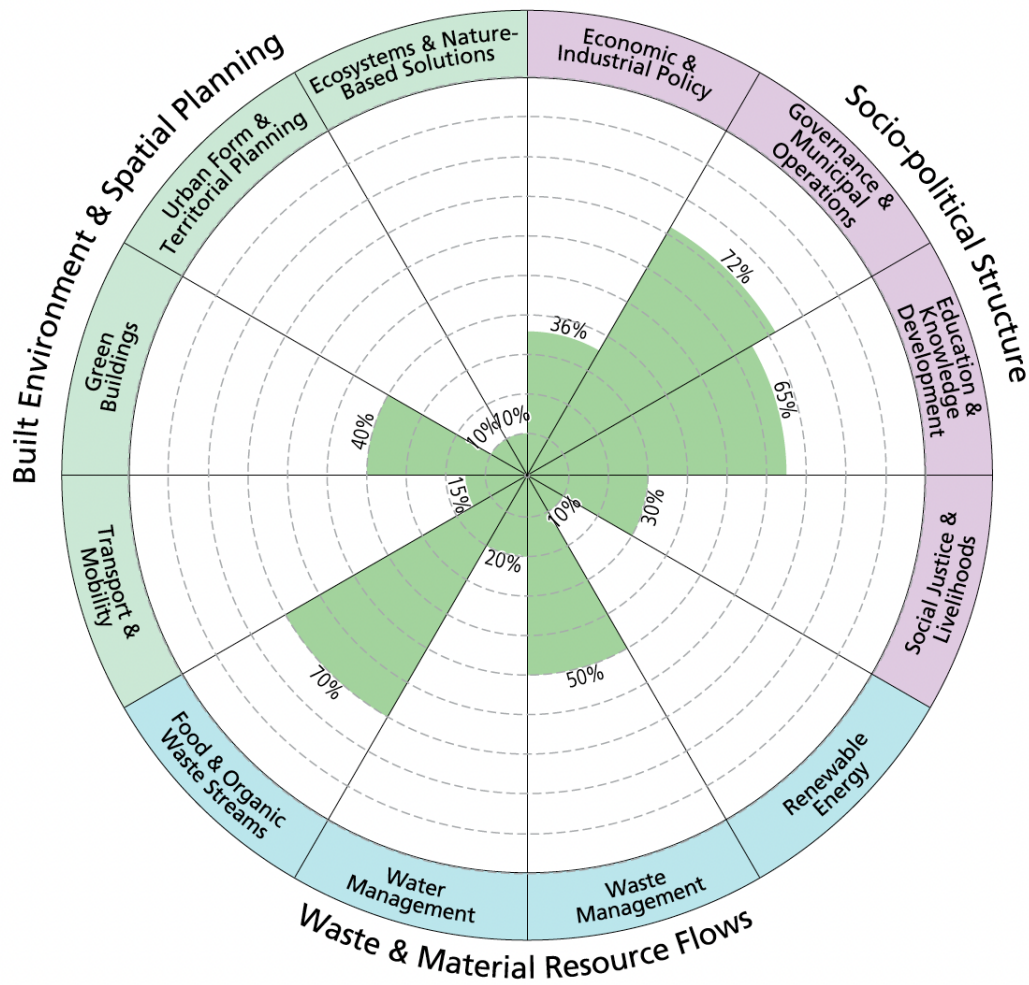 Built Environment & Spatial Planning
Socio-political Structure
Waste & Material Resource Flows
Economic &
Industrial Policy
36%
Governance &
Municipal
Operations
72%
Education &
Knowledge
Development
65%
Social Justice &
Livelihoods
30%
Renewable
Energy
10%
Waste
Management
50%
Water
Management
20%
Food & Organic
Waste Streams
70%
Transport &
Mobility
15%
Green
Buildings
40%
Urban Form &
Territorial Planning
10%
Ecosystems & Nature-
Based Solutions
10%